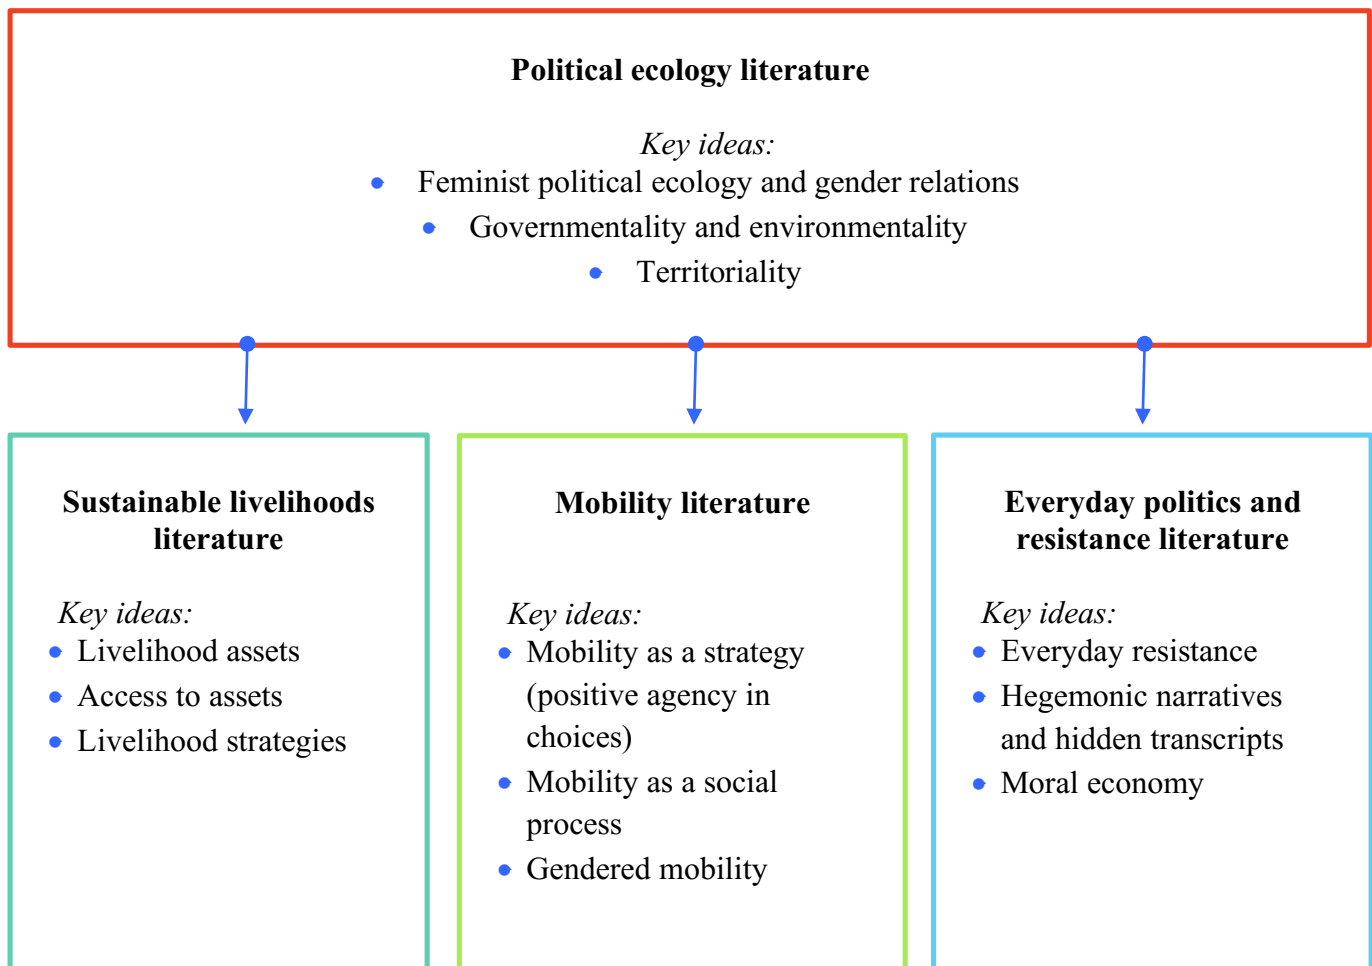 Political ecology literature
Key ideas:
• Feminist political ecology and gender relations
• Governmentality and environmentality
• Territoriality
Sustainable livelihoods
literature
Key ideas:
• Livelihood assets
• Access to assets
• Livelihood strategies
Mobility literature
Key ideas:
• Mobility as a strategy
(positive agency in
choices)
• Mobility as a social
process
• Gendered mobility
Everyday politics and
resistance literature
Key ideas:
• Everyday resistance
• Hegemonic narratives
and hidden transcripts
• Moral economy